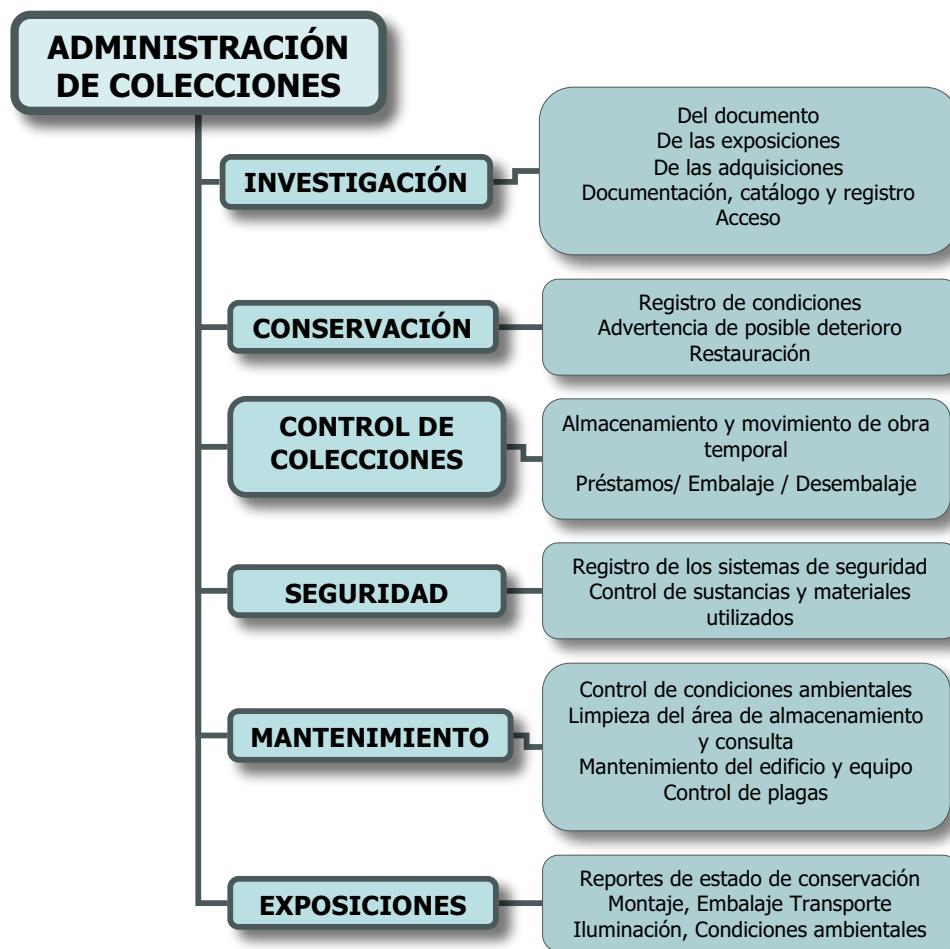 ADMINISTRACIÓN
DE COLECCIONES
INVESTIGACIÓN
Del documento
De las exposiciones
De las adquisiciones
Documentación, catálogo y registro
Acceso
CONSERVACIÓN
Registro de condiciones
Advertencia de posible deterioro
Restauración
CONTROL DE
COLECCIONES
Almacenamiento y movimiento de obra
temporal
Préstamos/ Embalaje / Desembalaje
SEGURIDAD
Registro de los sistemas de seguridad
Control de sustancias y materiales
utilizados
MANTENIMIENTO
Control de condiciones ambientales
Limpieza del área de almacenamiento
y consulta
Mantenimiento del edificio y equipo
Control de plagas
EXPOSICIONES
Reportes de estado de conservación
Montaje, Embalaje Transporte
Iluminación, Condiciones ambientales